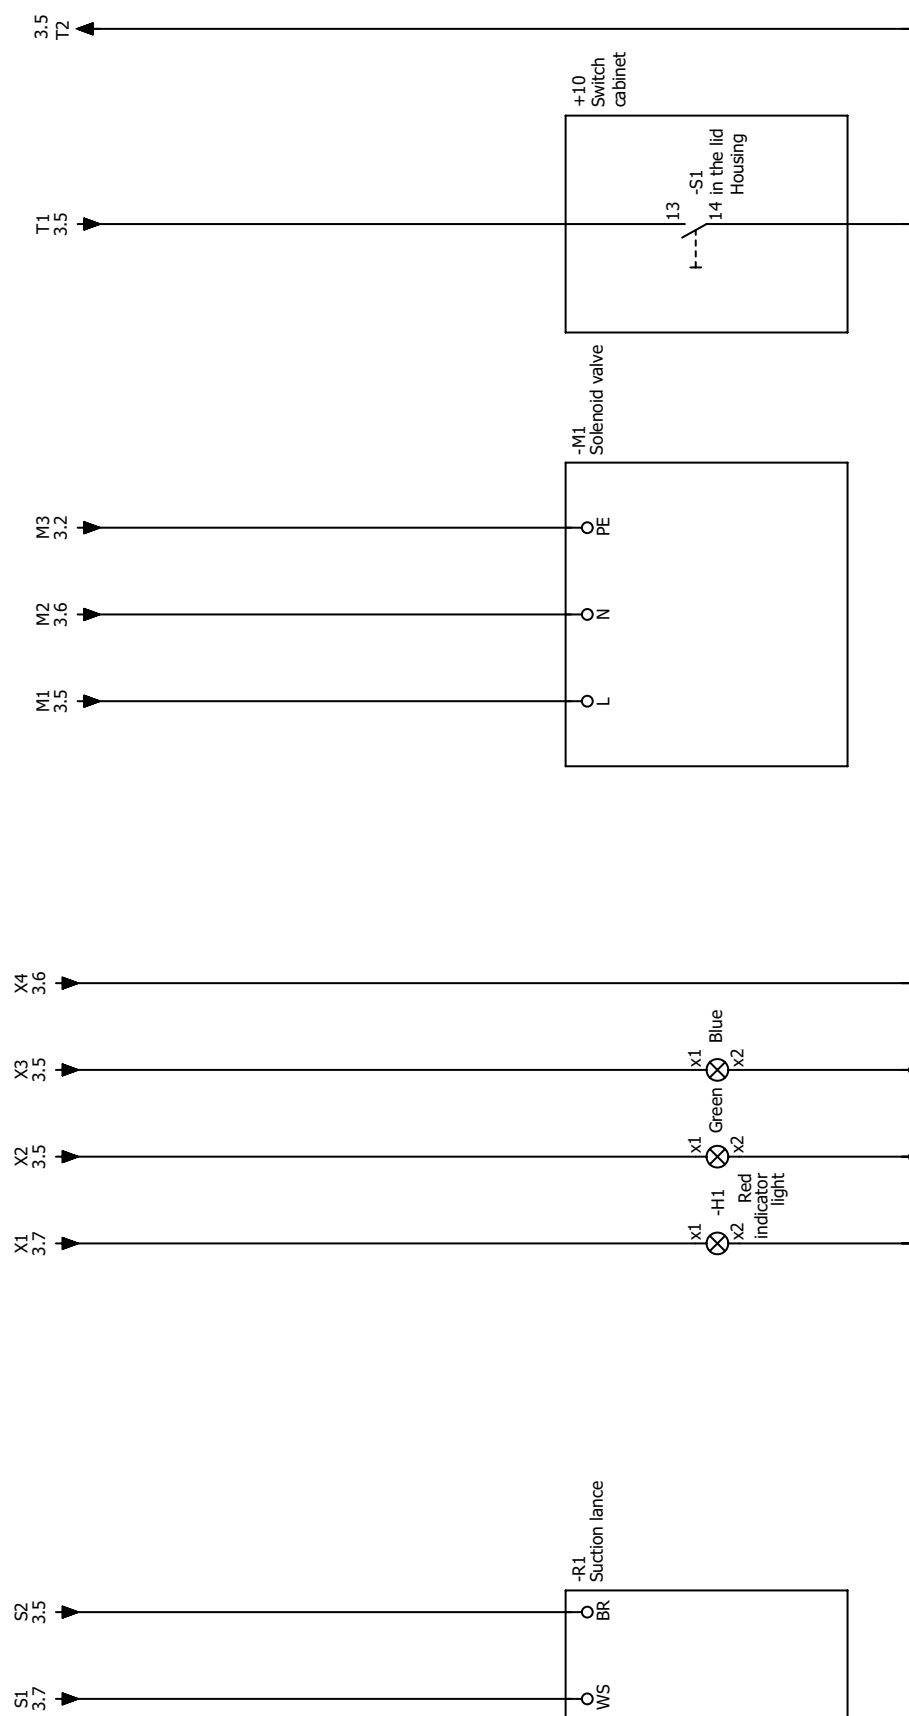 3.5
T2
+10
Switch
cabinet
T1
3.5
13
14
-S1
in the lid
Housing
-M1
Solenoid valve
M3
3.2
PE
M2
3.6
N
M1
3.5
L
X4
3.6
X3
3.5
x1
x2
Blue
X2
3.5
x1
x2
Green
X1
3.7
x1
x2
-H1
Red
indicator
light
-R1
Suction lance
S2
3.5
BR
S1
3.7
WS